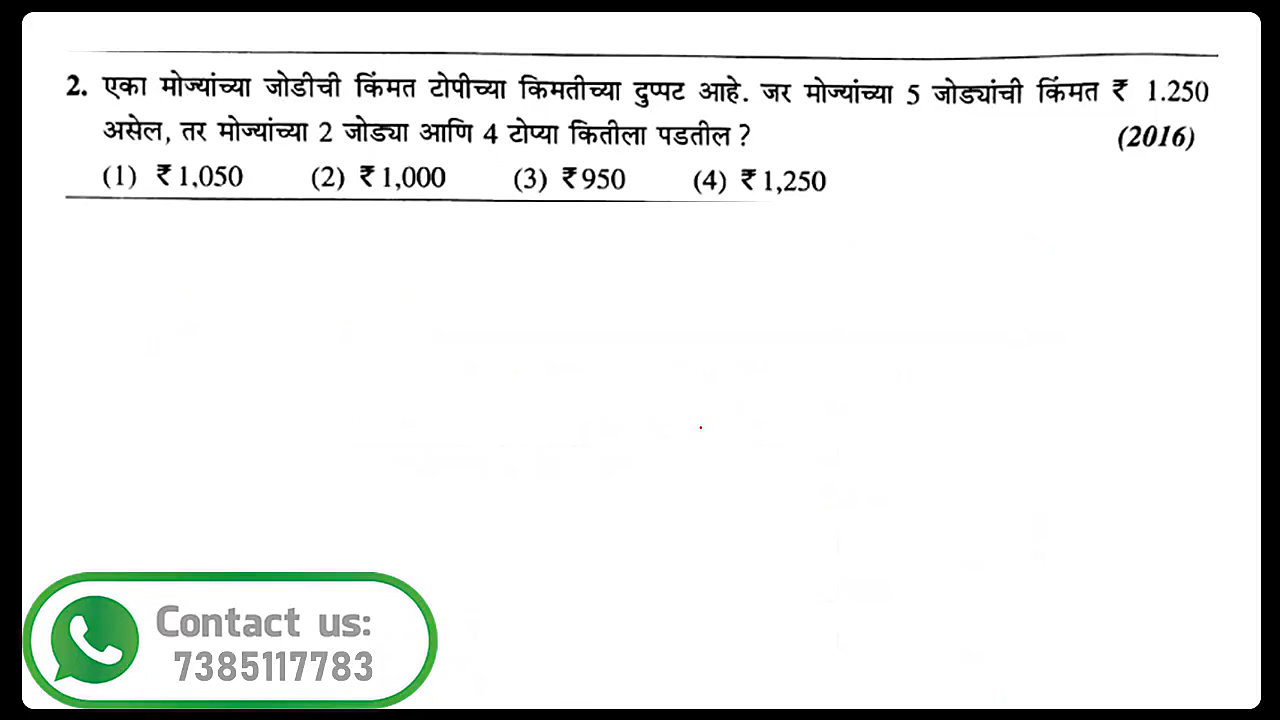 2. एका मोज्यांच्या जोडीची किंमत टोपीच्या किमतीच्या दुप्पट आहे. जर मोज्यांच्या 5 जोड्यांची किंमत ₹ 1.250
असेल, तर मोज्यांच्या 2 जोड्या आणि 4 टोप्या कितीला पडतील ? (2016)
(1) ₹ 1,050 (2) ₹ 1,000 (3) ₹ 950 (4) ₹ 1,250
Contact us:
7385117783